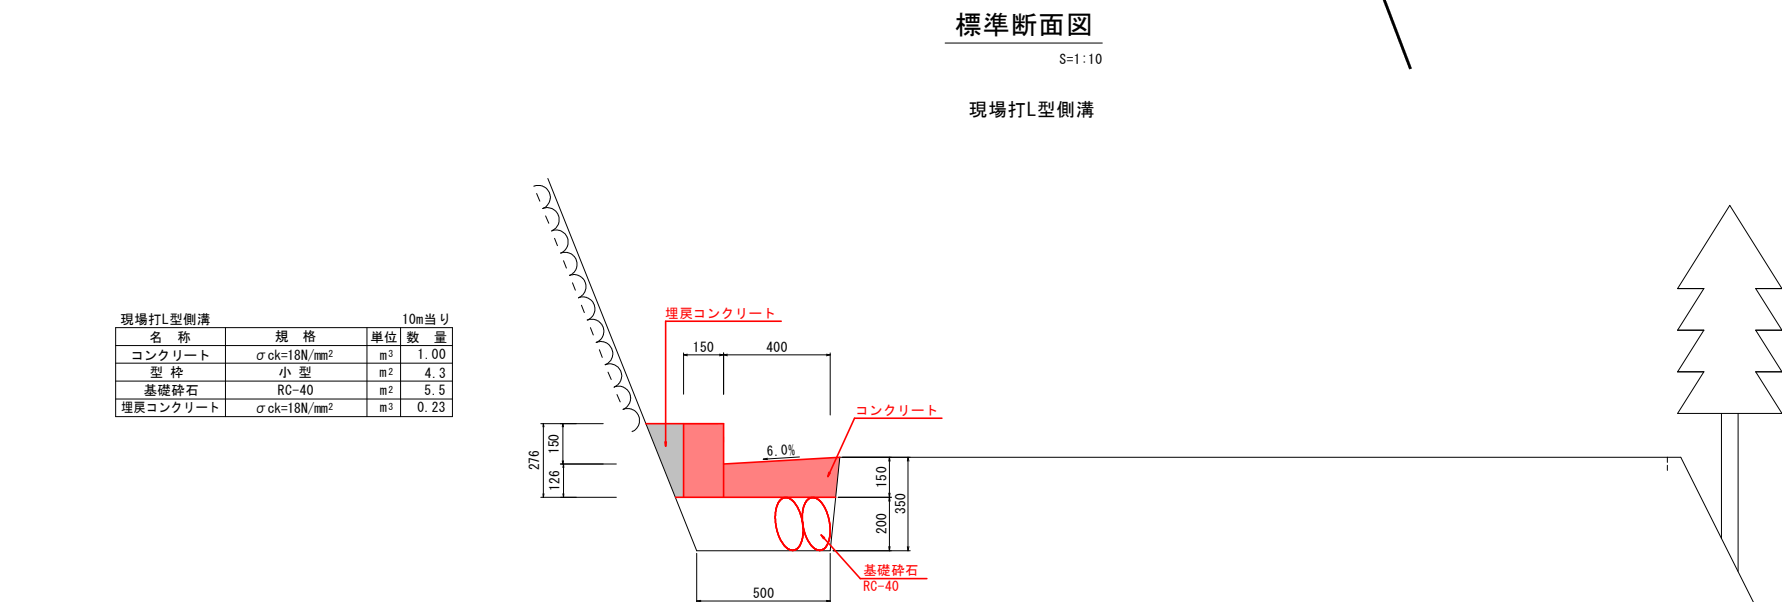 標準断面図
S=1:10
現場打L型側溝
現場打L型側溝 10m当り
名 称 規 格 単位 数 量
コンクリート σck=18N/mm² m³ 1.00
型 枠 小 型 m² 4.3
基礎砕石 RC-40 m² 5.5
埋戻コンクリート σck=18N/mm² m³ 0.23
埋戻コンクリート
150 400
コンクリート
6.0%
276
150
126
150
200
350
基礎砕石
RC-40
500